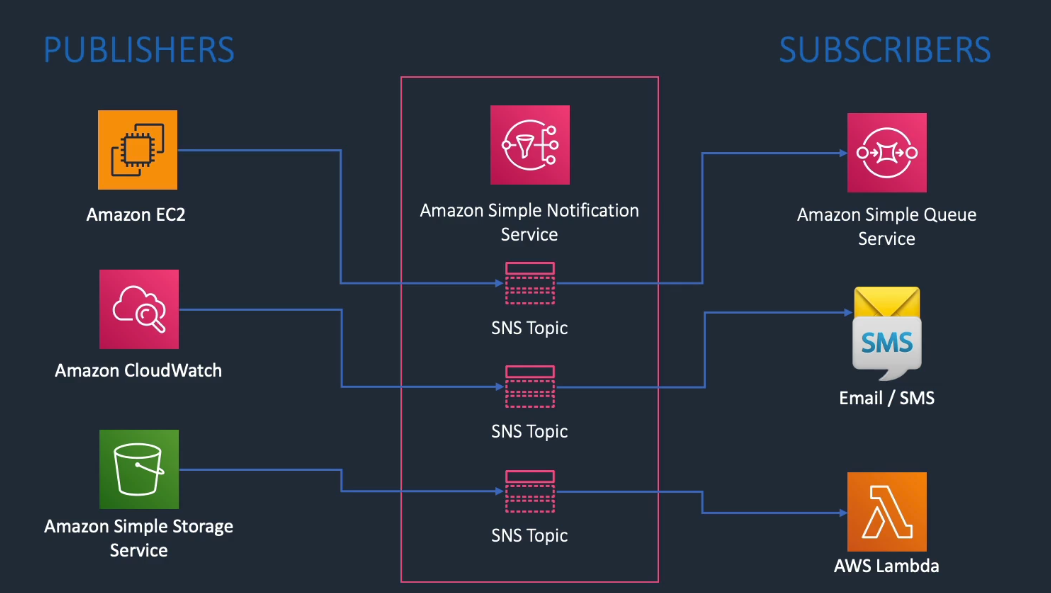 PUBLISHERS
SUBSCRIBERS
Amazon EC2
Amazon Simple Notification
Service
Amazon Simple Queue
Service
SNS Topic
Amazon CloudWatch
SMS
Email / SMS
SNS Topic
Amazon Simple Storage
Service
SNS Topic
AWS Lambda